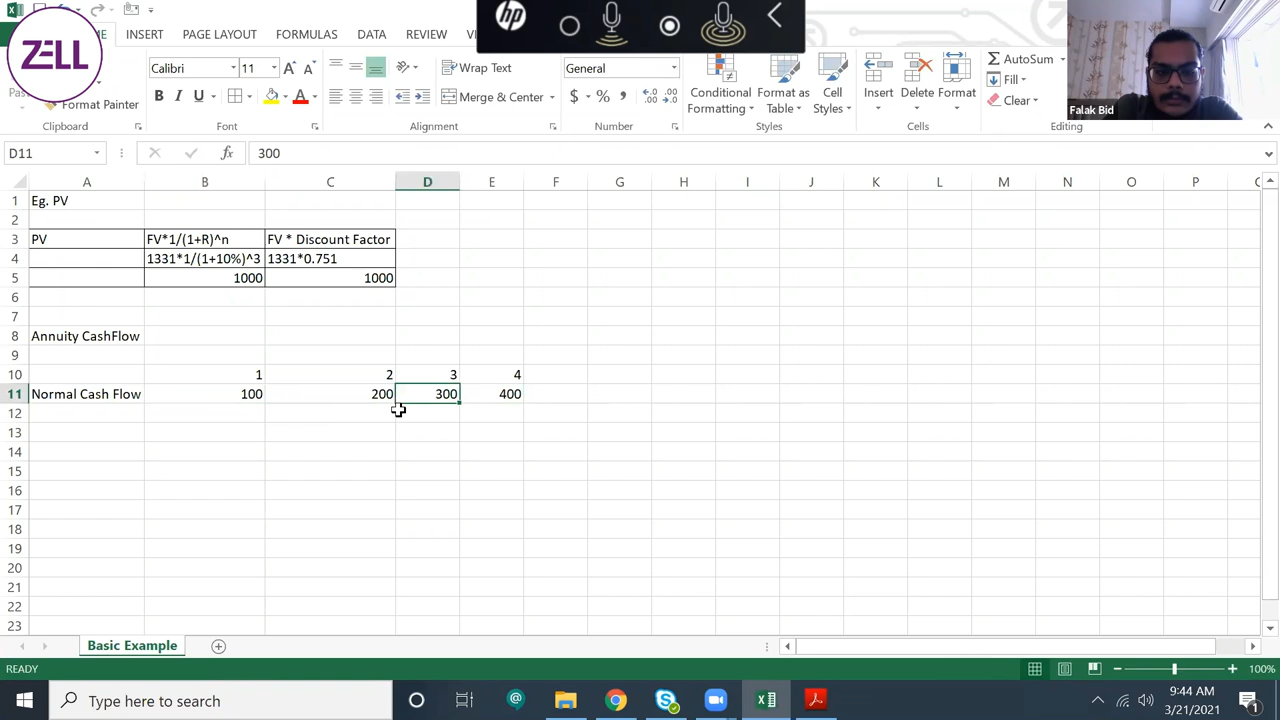 hp
ZELL
INSERT PAGE LAYOUT FORMULAS DATA REVIEW
Calibri 11 Wrap Text General AutoSum
Fill
Format Painter B I U Merge & Center $ % Conditional Formatting Format as Table Cell Styles Insert Delete Format Clear
Falak Bid
Clipboard Font Alignment Number Styles Cells Editing
D11 fx 300
A B C D E F G H I J K L M N O P
1 Eg. PV
2
3 PV FV*1/(1+R)^n FV * Discount Factor
4 1331*1/(1+10%)^3 1331*0.751
5 1000 1000
6
7
8 Annuity CashFlow
9
10 1 2 3 4
11 Normal Cash Flow 100 200 300 400
12
13
14
15
16
17
18
19
20
21
22
23
Basic Example
READY 100%
Type here to search
9:44 AM
3/21/2021